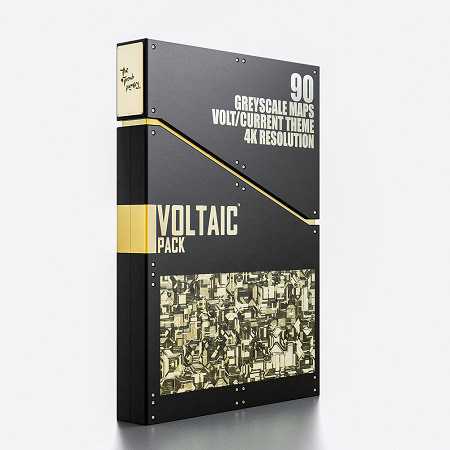 90
GREYSCALE MAPS
VOLT/CURRENT THEME
4K RESOLUTION
VOLTAIC
PACK